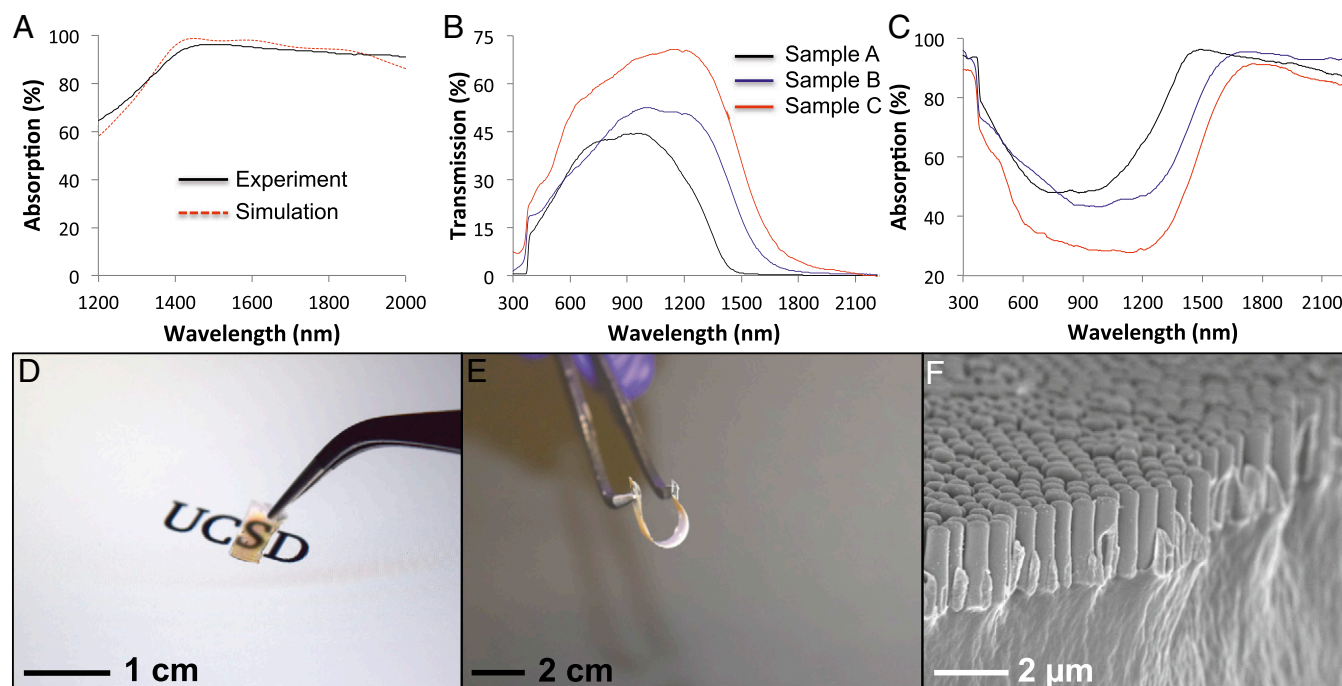 A
Absorption (%)
100
80
60
40
20
0
Experiment
Simulation
1200 1400 1600 1800 2000
Wavelength (nm)
B
Transmission (%)
75
60
45
30
15
0
Sample A
Sample B
Sample C
300 600 900 1200 1500 1800 2100
Wavelength (nm)
C
Absorption (%)
100
80
60
40
20
300 600 900 1200 1500 1800 2100
Wavelength (nm)
D
UCSD
1 cm
E
2 cm
F
2 µm